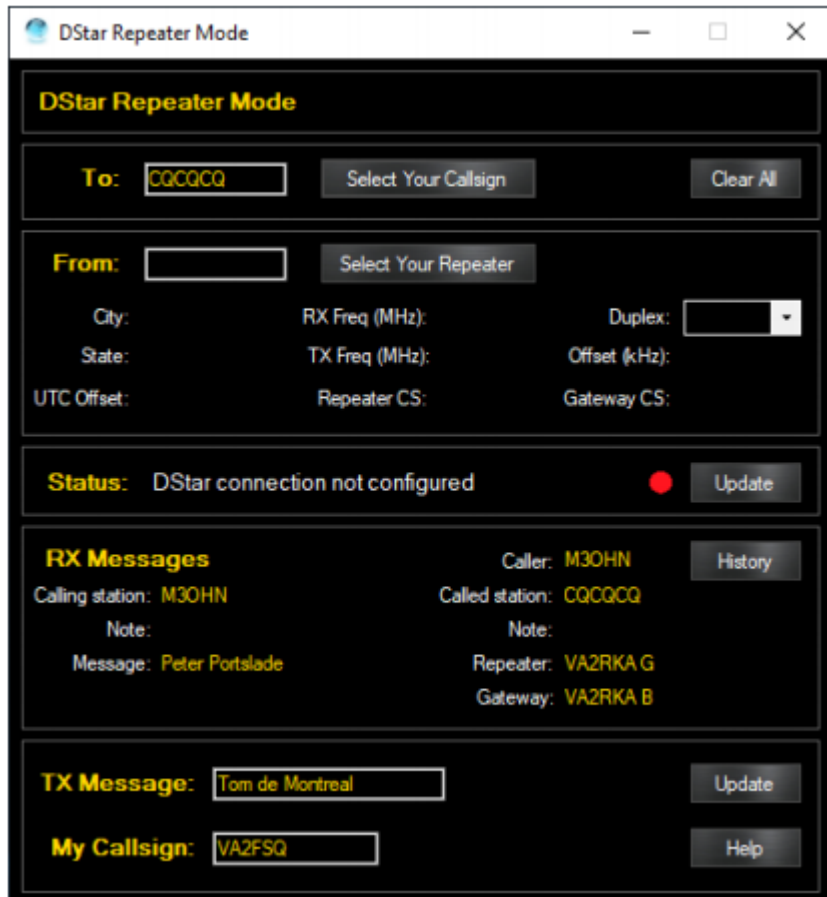 DStar Repeater Mode
DStar Repeater Mode
To: CQCQCQ Select Your Callsign Clear All
From: Select Your Repeater
City: RX Freq (MHz): Duplex:
State: TX Freq (MHz): Offset (kHz):
UTC Offset: Repeater CS: Gateway CS:
Status: DStar connection not configured Update
RX Messages Caller: M3OHN History
Calling station: M3OHN Called station: CQCQCQ
Note: Note:
Message: Peter Portslade Repeater: VA2RKA G
Gateway: VA2RKA B
TX Message: Tom de Montreal Update
My Callsign: VA2FSQ Help